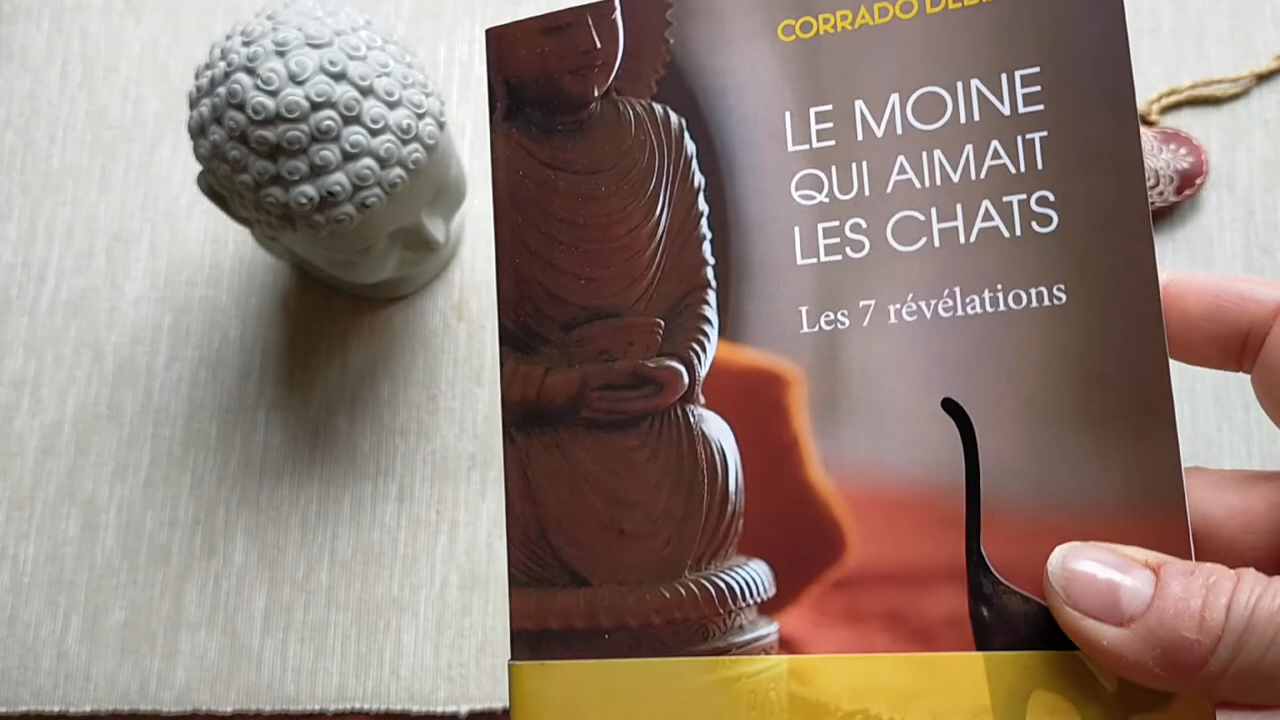 CORRADO
LE MOINE
QUI AIMAIT
LES CHATS
Les 7 révélations